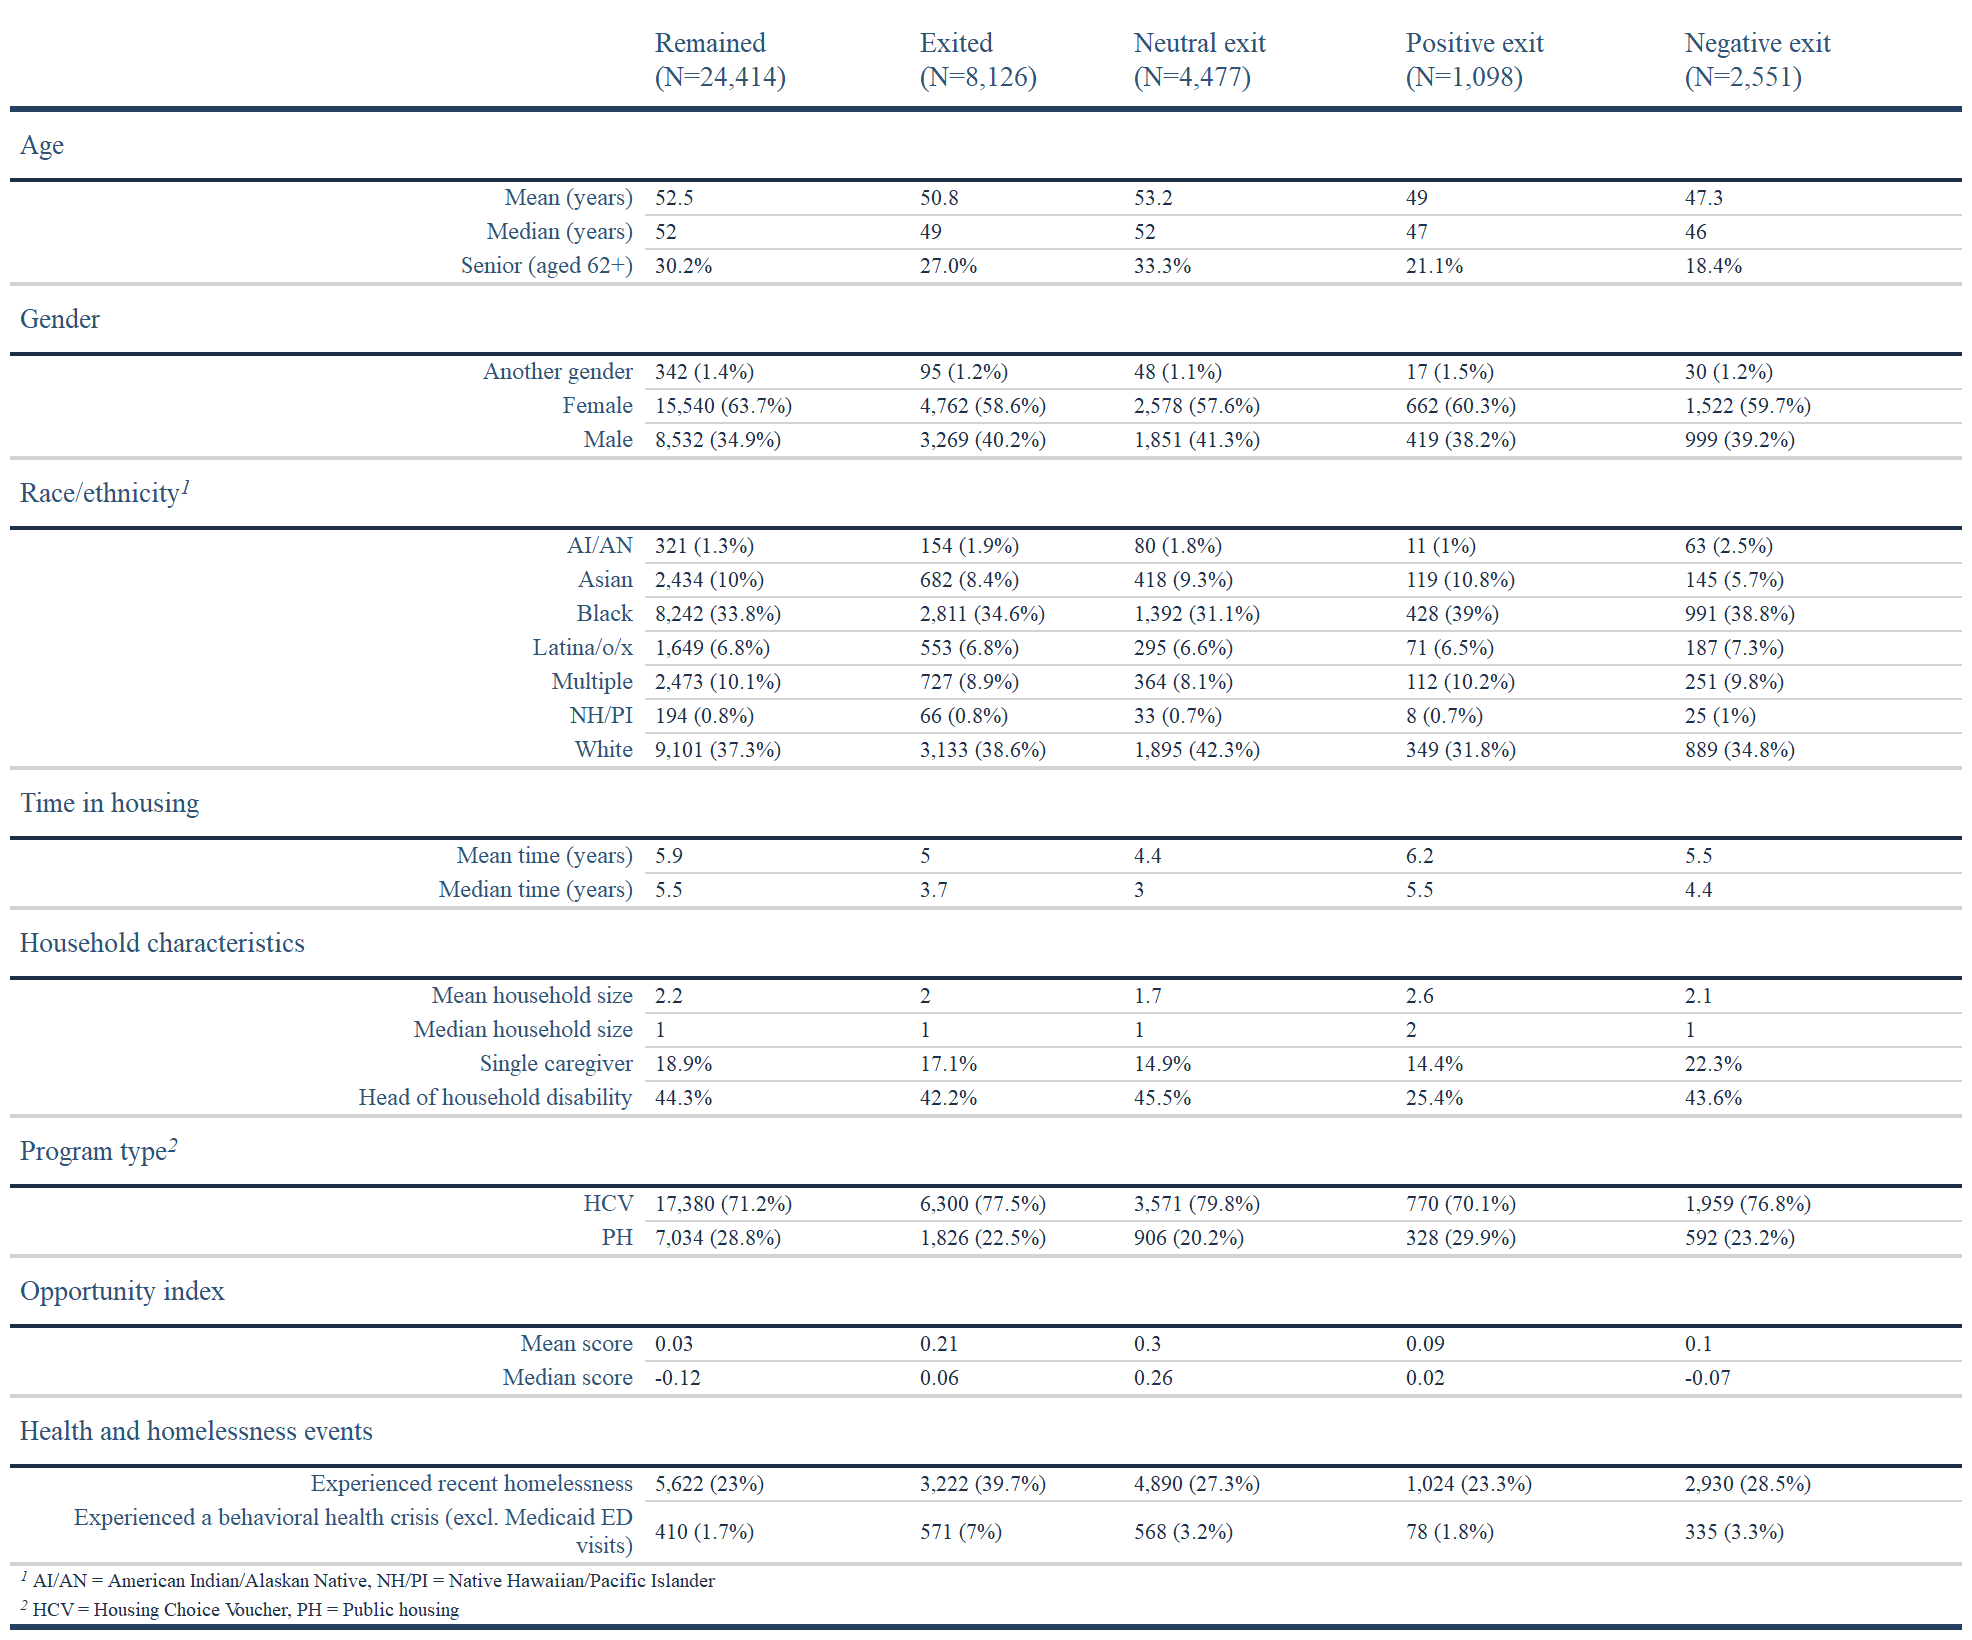 Remained Exited Neutral exit Positive exit Negative exit
(N=24,414) (N=8,126) (N=4,477) (N=1,098) (N=2,551)
Age
Mean (years) 52.5 50.8 53.2 49 47.3
Median (years) 52 49 52 47 46
Senior (aged 62+) 30.2% 27.0% 33.3% 21.1% 18.4%
Gender
Another gender 342 (1.4%) 95 (1.2%) 48 (1.1%) 17 (1.5%) 30 (1.2%)
Female 15,540 (63.7%) 4,762 (58.6%) 2,578 (57.6%) 662 (60.3%) 1,522 (59.7%)
Male 8,532 (34.9%) 3,269 (40.2%) 1,851 (41.3%) 419 (38.2%) 999 (39.2%)
Race/ethnicity1
AI/AN 321 (1.3%) 154 (1.9%) 80 (1.8%) 11 (1%) 63 (2.5%)
Asian 2,434 (10%) 682 (8.4%) 418 (9.3%) 119 (10.8%) 145 (5.7%)
Black 8,242 (33.8%) 2,811 (34.6%) 1,392 (31.1%) 428 (39%) 991 (38.8%)
Latina/o/x 1,649 (6.8%) 553 (6.8%) 295 (6.6%) 71 (6.5%) 187 (7.3%)
Multiple 2,473 (10.1%) 727 (8.9%) 364 (8.1%) 112 (10.2%) 251 (9.8%)
NH/PI 194 (0.8%) 66 (0.8%) 33 (0.7%) 8 (0.7%) 25 (1%)
White 9,101 (37.3%) 3,133 (38.6%) 1,895 (42.3%) 349 (31.8%) 889 (34.8%)
Time in housing
Mean time (years) 5.9 5 4.4 6.2 5.5
Median time (years) 5.5 3.7 3 5.5 4.4
Household characteristics
Mean household size 2.2 2 1.7 2.6 2.1
Median household size 1 1 1 2 1
Single caregiver 18.9% 17.1% 14.9% 14.4% 22.3%
Head of household disability 44.3% 42.2% 45.5% 25.4% 43.6%
Program type2
HCV 17,380 (71.2%) 6,300 (77.5%) 3,571 (79.8%) 770 (70.1%) 1,959 (76.8%)
PH 7,034 (28.8%) 1,826 (22.5%) 906 (20.2%) 328 (29.9%) 592 (23.2%)
Opportunity index
Mean score 0.03 0.21 0.3 0.09 0.1
Median score -0.12 0.06 0.26 0.02 -0.07
Health and homelessness events
Experienced recent homelessness 5,622 (23%) 3,222 (39.7%) 4,890 (27.3%) 1,024 (23.3%) 2,930 (28.5%)
Experienced a behavioral health crisis (excl. Medicaid ED
visits) 410 (1.7%) 571 (7%) 568 (3.2%) 78 (1.8%) 335 (3.3%)
1 AI/AN = American Indian/Alaskan Native, NH/PI = Native Hawaiian/Pacific Islander
2 HCV = Housing Choice Voucher, PH = Public housing